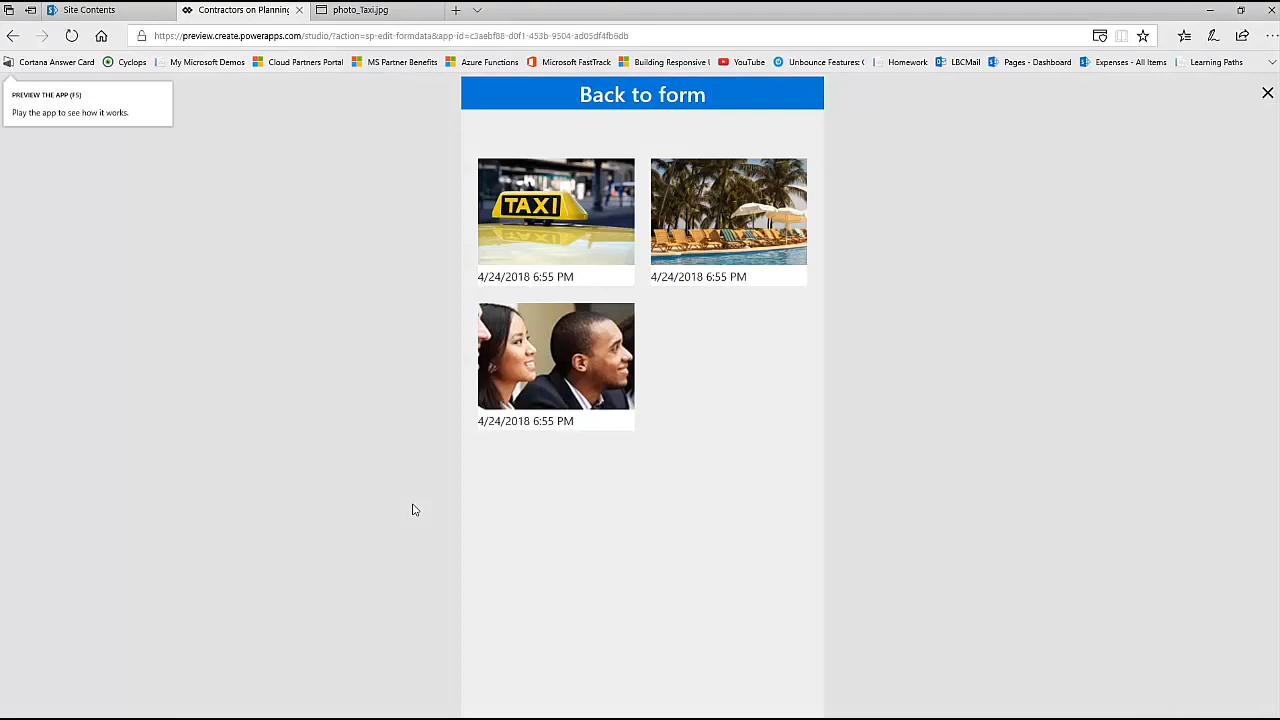 Site Contents
Contractors on Planning
photo_Taxi.jpg
https://preview.create.powerapps.com/studio/?action=sp-edit-formdata&app-id=c3aebf88-d0f1-453b-9504-ad05df4fb6db
Cortana Answer Card
Cyclops
My Microsoft Demos
Cloud Partners Portal
MS Partner Benefits
Azure Functions
Microsoft FastTrack
Building Responsive
YouTube
Unbounce Features:
Homework
LBCMail
Pages - Dashboard
Expenses - All Items
Learning Paths
PREVIEW THE APP (F5)
Play the app to see how it works.
Back to form
TAXI
4/24/2018 6:55 PM
4/24/2018 6:55 PM
4/24/2018 6:55 PM